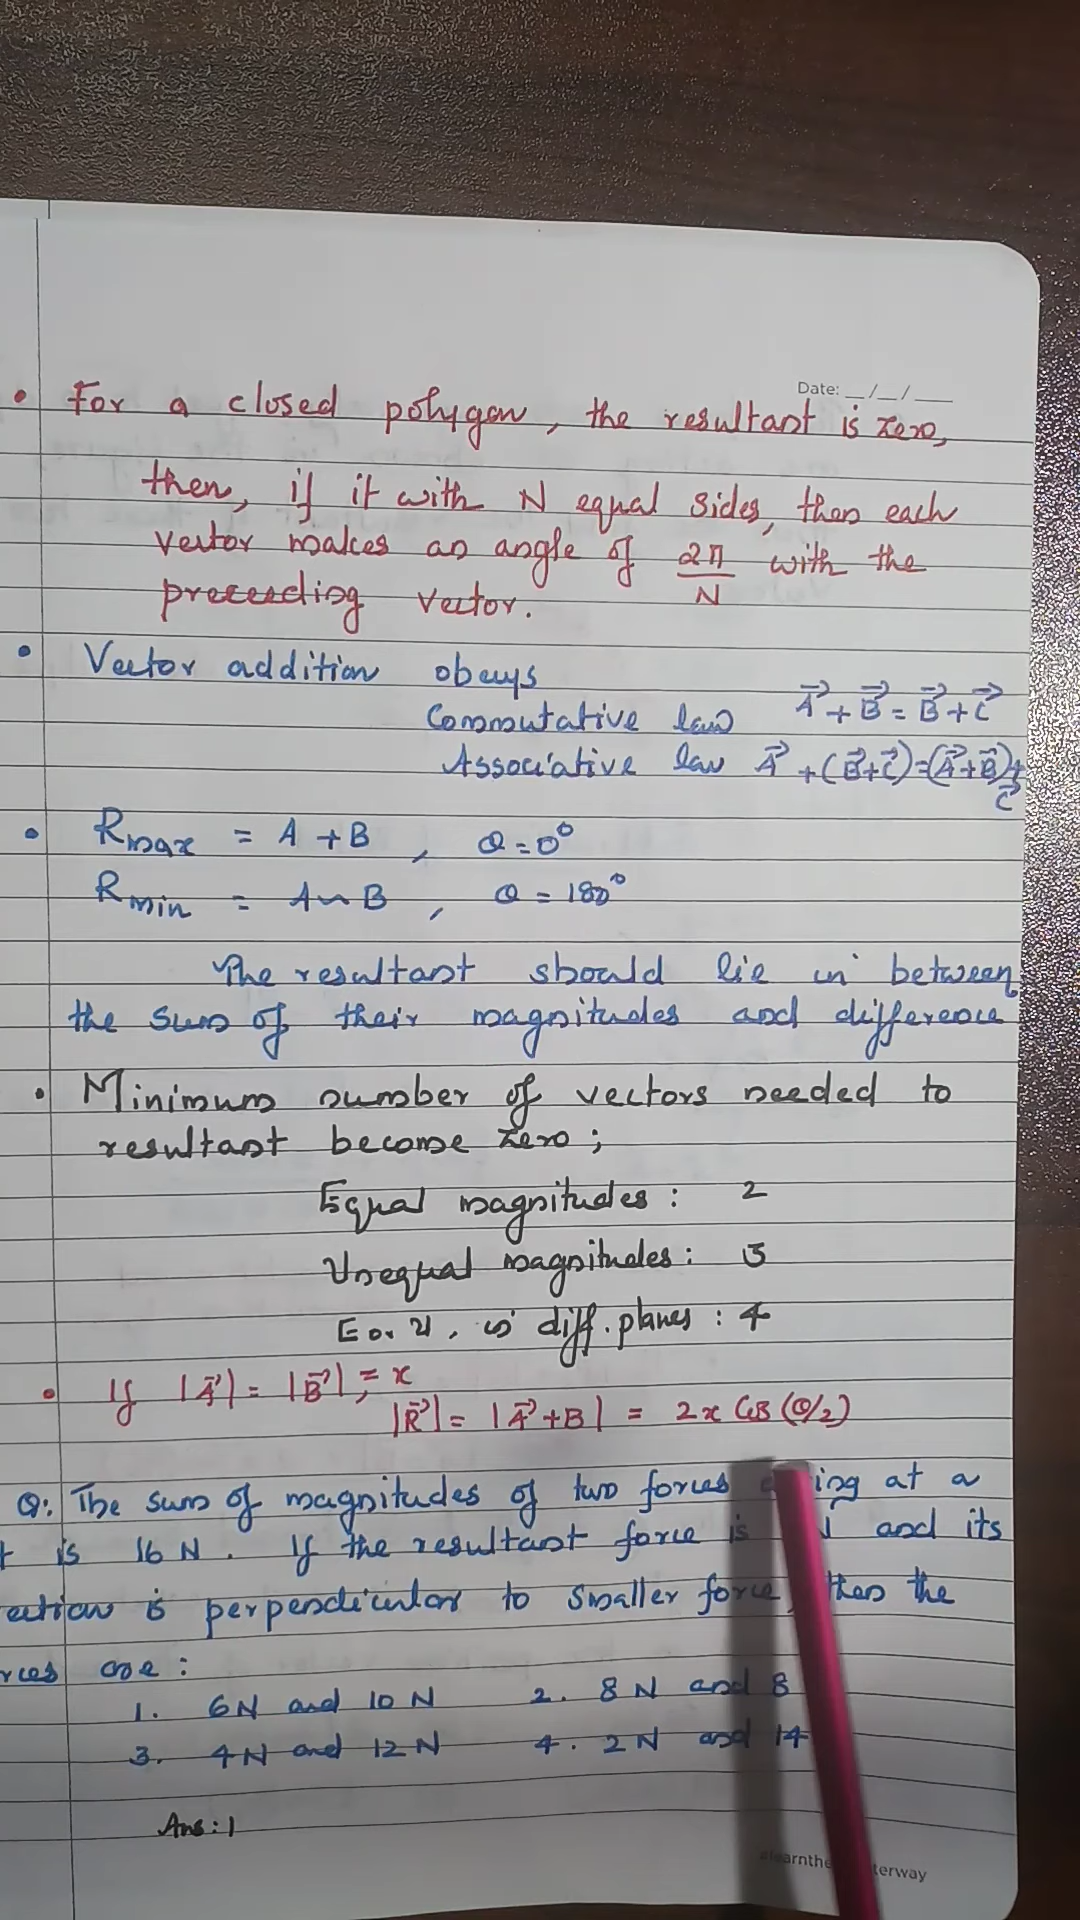 Date: __/__/___
• For a closed polygon, the resultant is zero,
then, if it with N equal sides, then each
vector makes an angle of 2π/N with the
preceeding vector.
• Vector addition obeys
Commutative law A⃗ + B⃗ = B⃗ + C⃗
Associative law A⃗ + (B⃗+C⃗) = (A⃗+B⃗)+C⃗
• Rmax = A + B , θ = 0°
Rmin = A ~ B , θ = 180°
The resultant should lie in between
the sum of their magnitudes and difference
• Minimum number of vectors needed to
resultant become zero ;
Equal magnitudes : 2
Unequal magnitudes : 3
E or U, in diff. planes : 4
• If |A⃗| = |B⃗| = x
|R⃗| = |A⃗+B| = 2x Cos (θ/2)
Q: The sum of magnitudes of two forces at a
is 16 N. If the resultant force is and its
is perpendicular to smaller force, then the
are :
1. 6N and 10 N 2. 8 N and 8
3. 4N and 12 N 4. 2 N and 14
Ans : 1